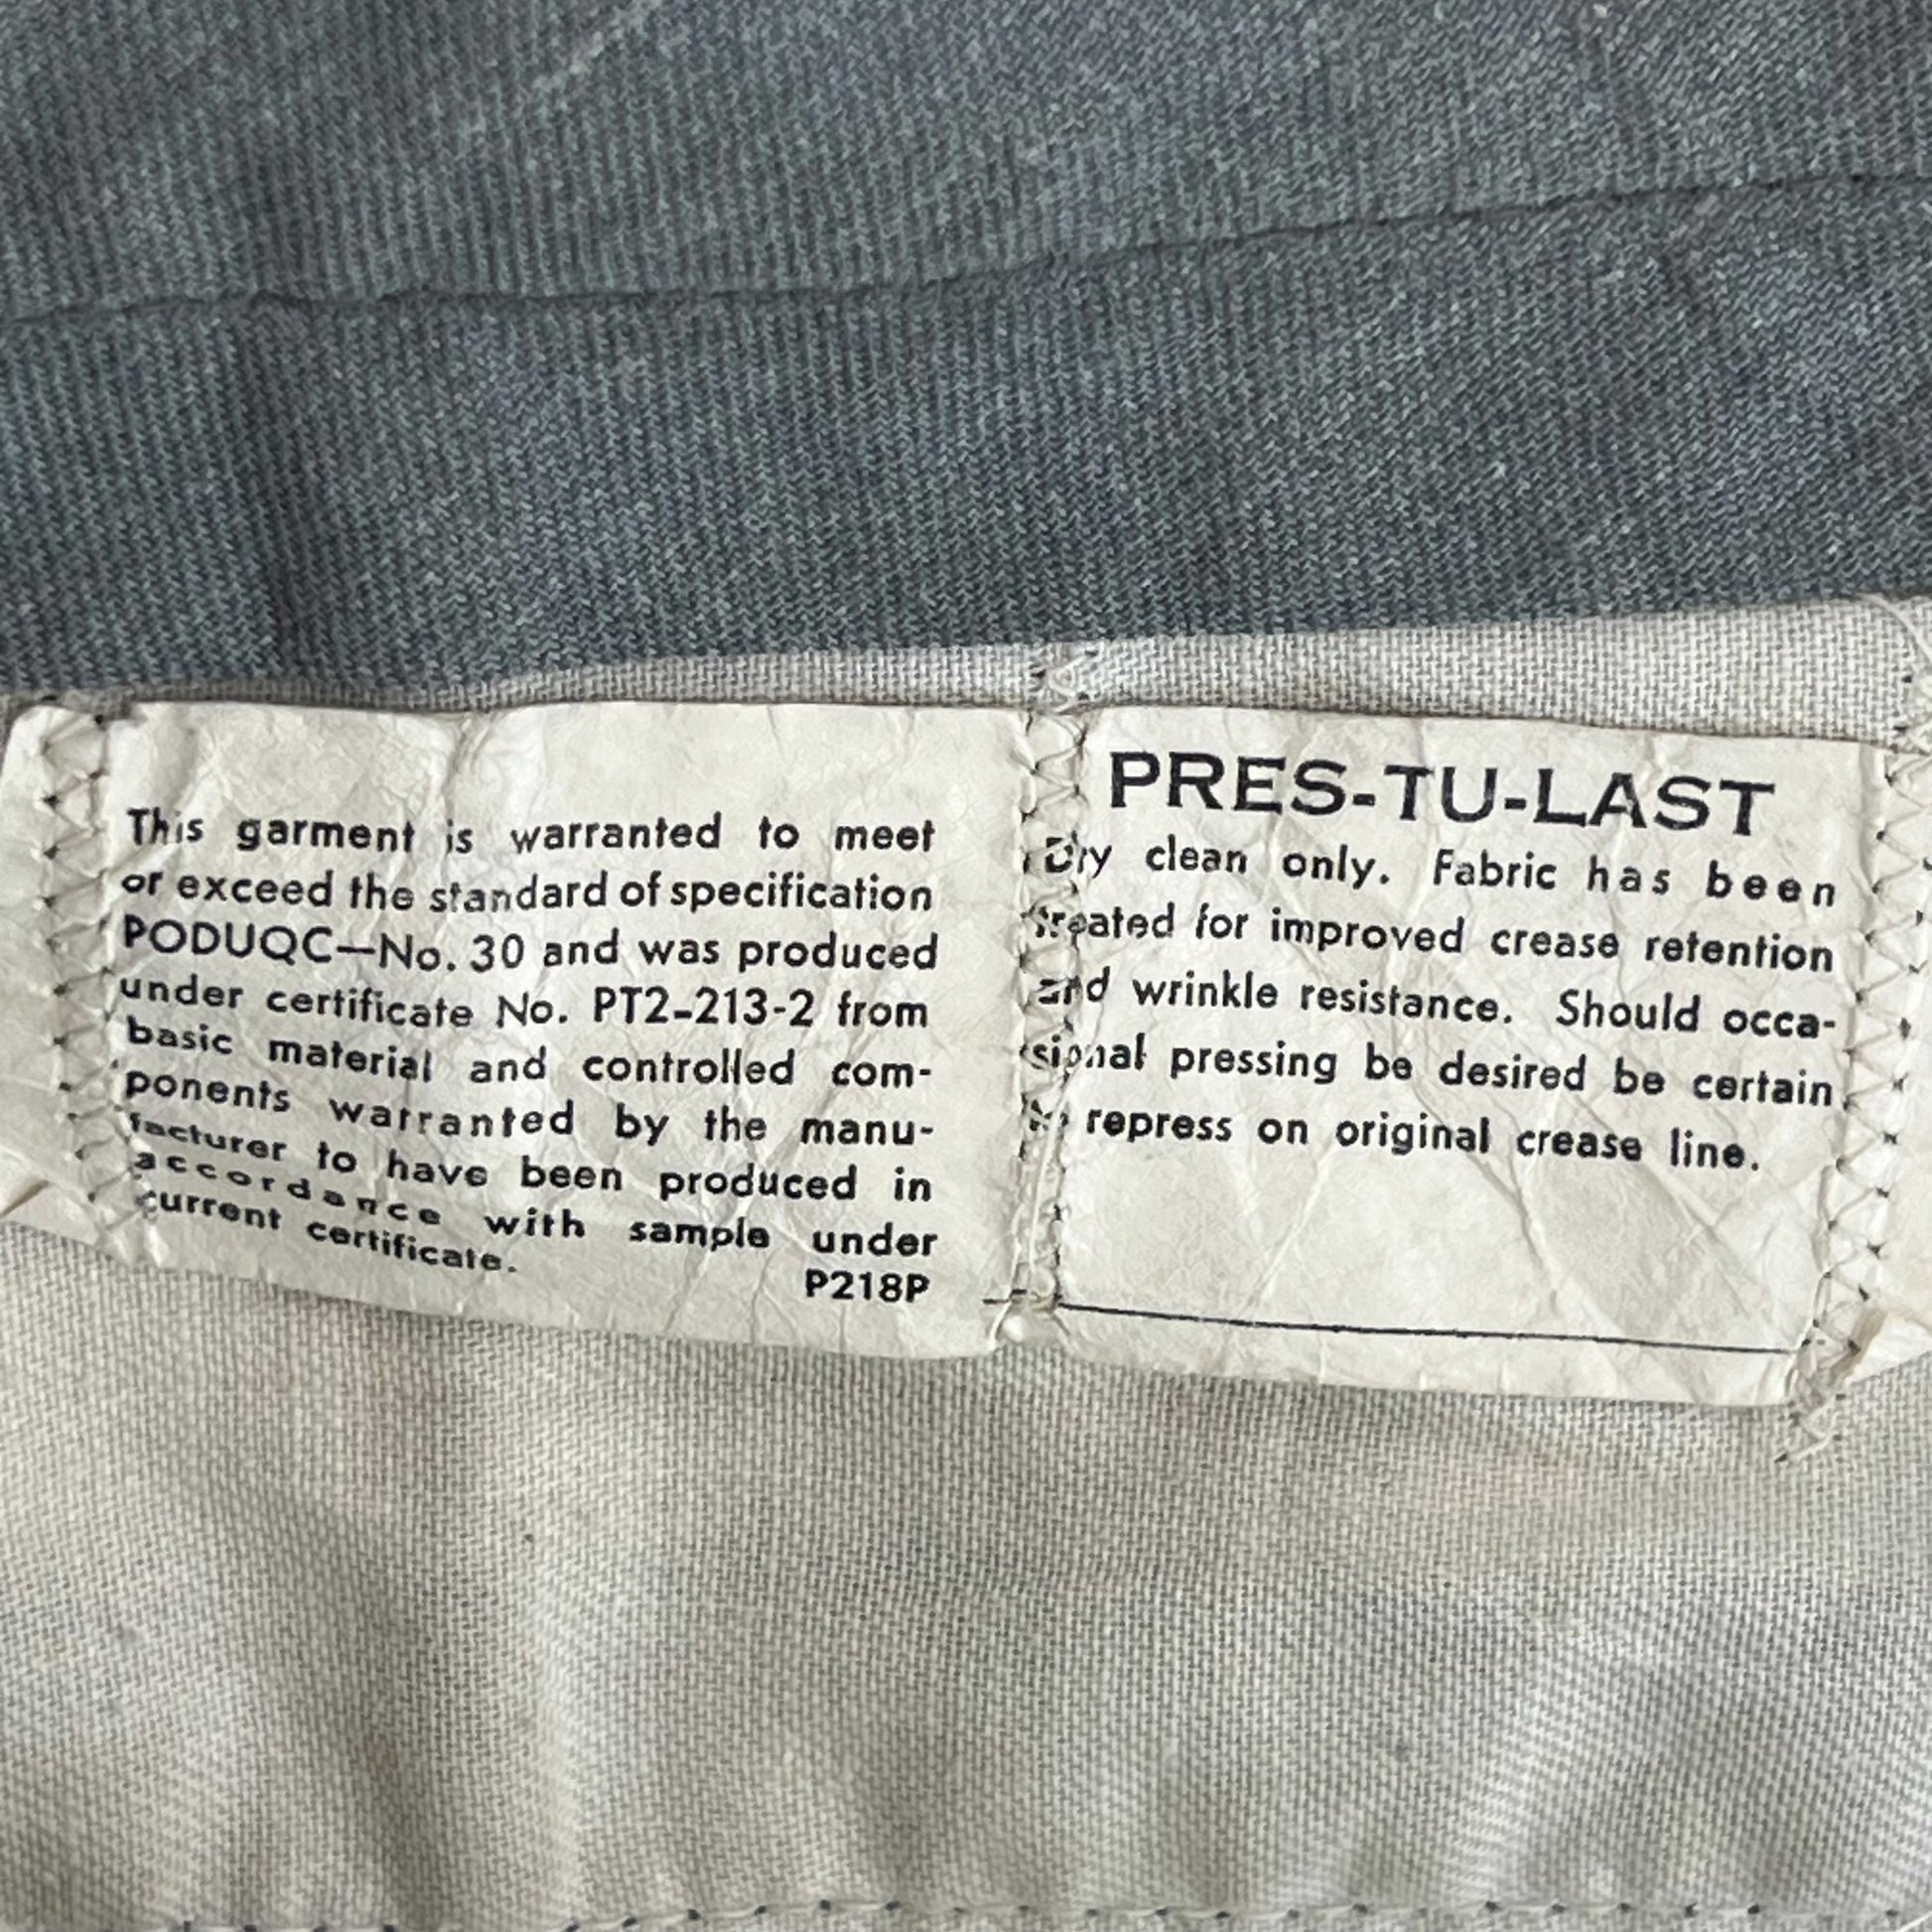 This garment is warranted to meet
or exceed the standard of specification
PODUQC—No. 30 and was produced
under certificate No. PT2-213-2 from
basic material and controlled com-
ponents warranted by the manu-
facturer to have been produced in
accordance with sample under
current certificate.
P218P
PRES-TU-LAST
Dry clean only. Fabric has been
treated for improved crease retention
and wrinkle resistance. Should occa-
sional pressing be desired be certain
to repress on original crease line.